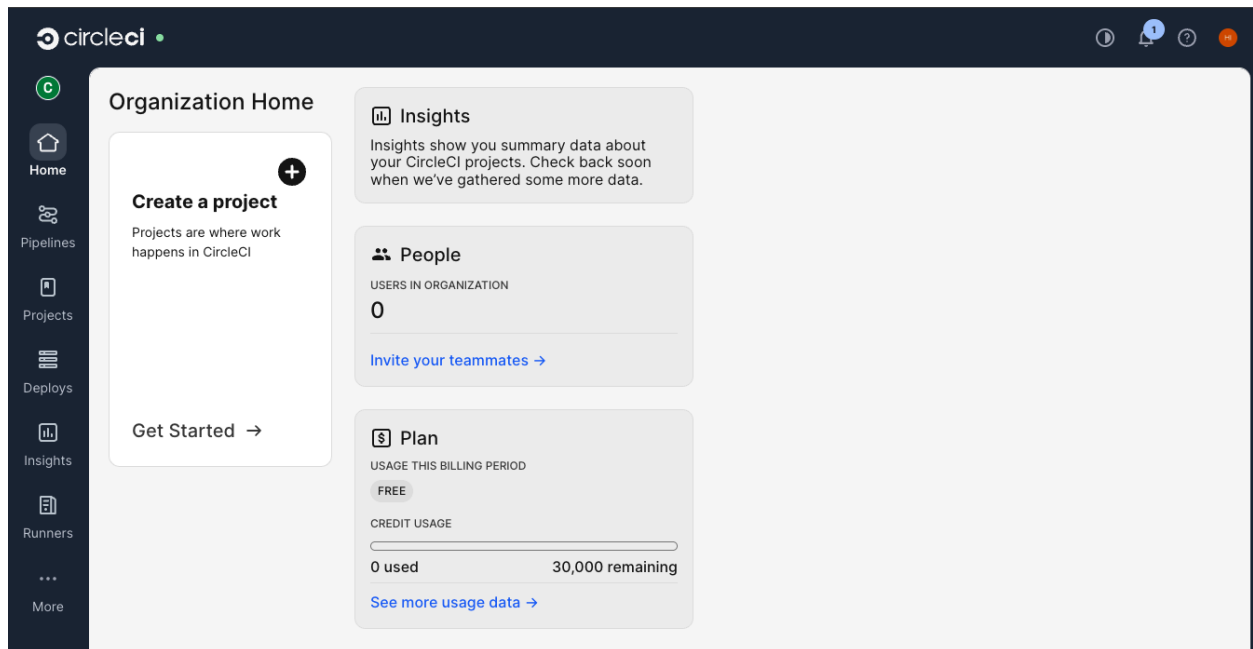 circleci
1
?
HI
C
Home
Pipelines
Projects
Deploys
Insights
Runners
More
Organization Home
Create a project
Projects are where work
happens in CircleCI
Get Started →
Insights
Insights show you summary data about
your CircleCI projects. Check back soon
when we've gathered some more data.
People
USERS IN ORGANIZATION
0
Invite your teammates →
$ Plan
USAGE THIS BILLING PERIOD
FREE
CREDIT USAGE
0 used 30,000 remaining
See more usage data →